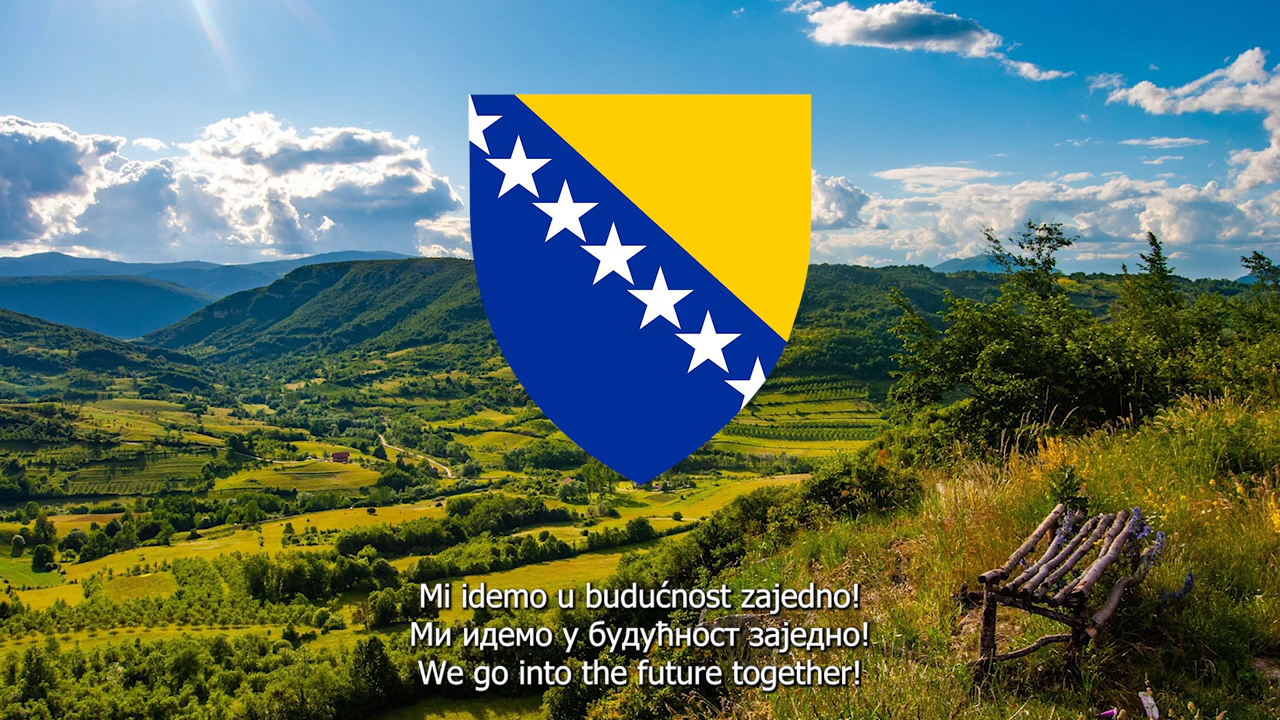 Mi idemo u budućnost zajedno!
Ми идемо у будућност заједно!
We go into the future together!